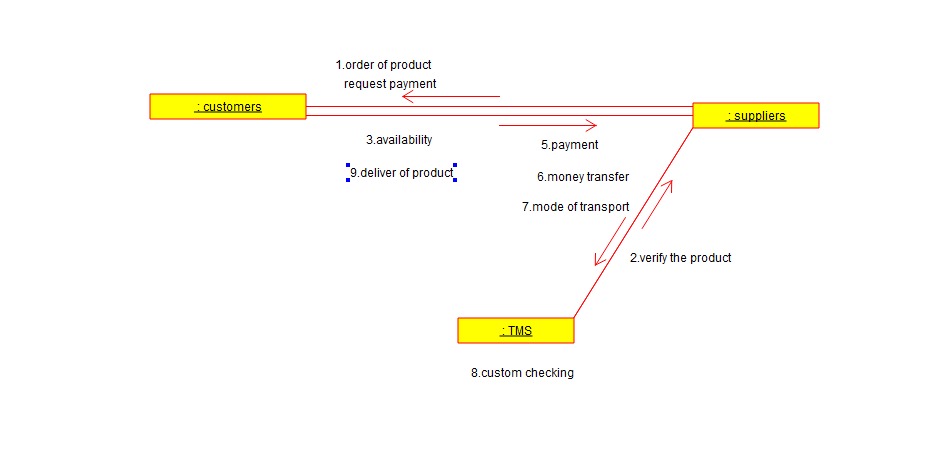 1.order of product
request payment
: customers
: suppliers
3.availability
5.payment
9.deliver of product
6.money transfer
7.mode of transport
2.verify the product
: TMS
8.custom checking